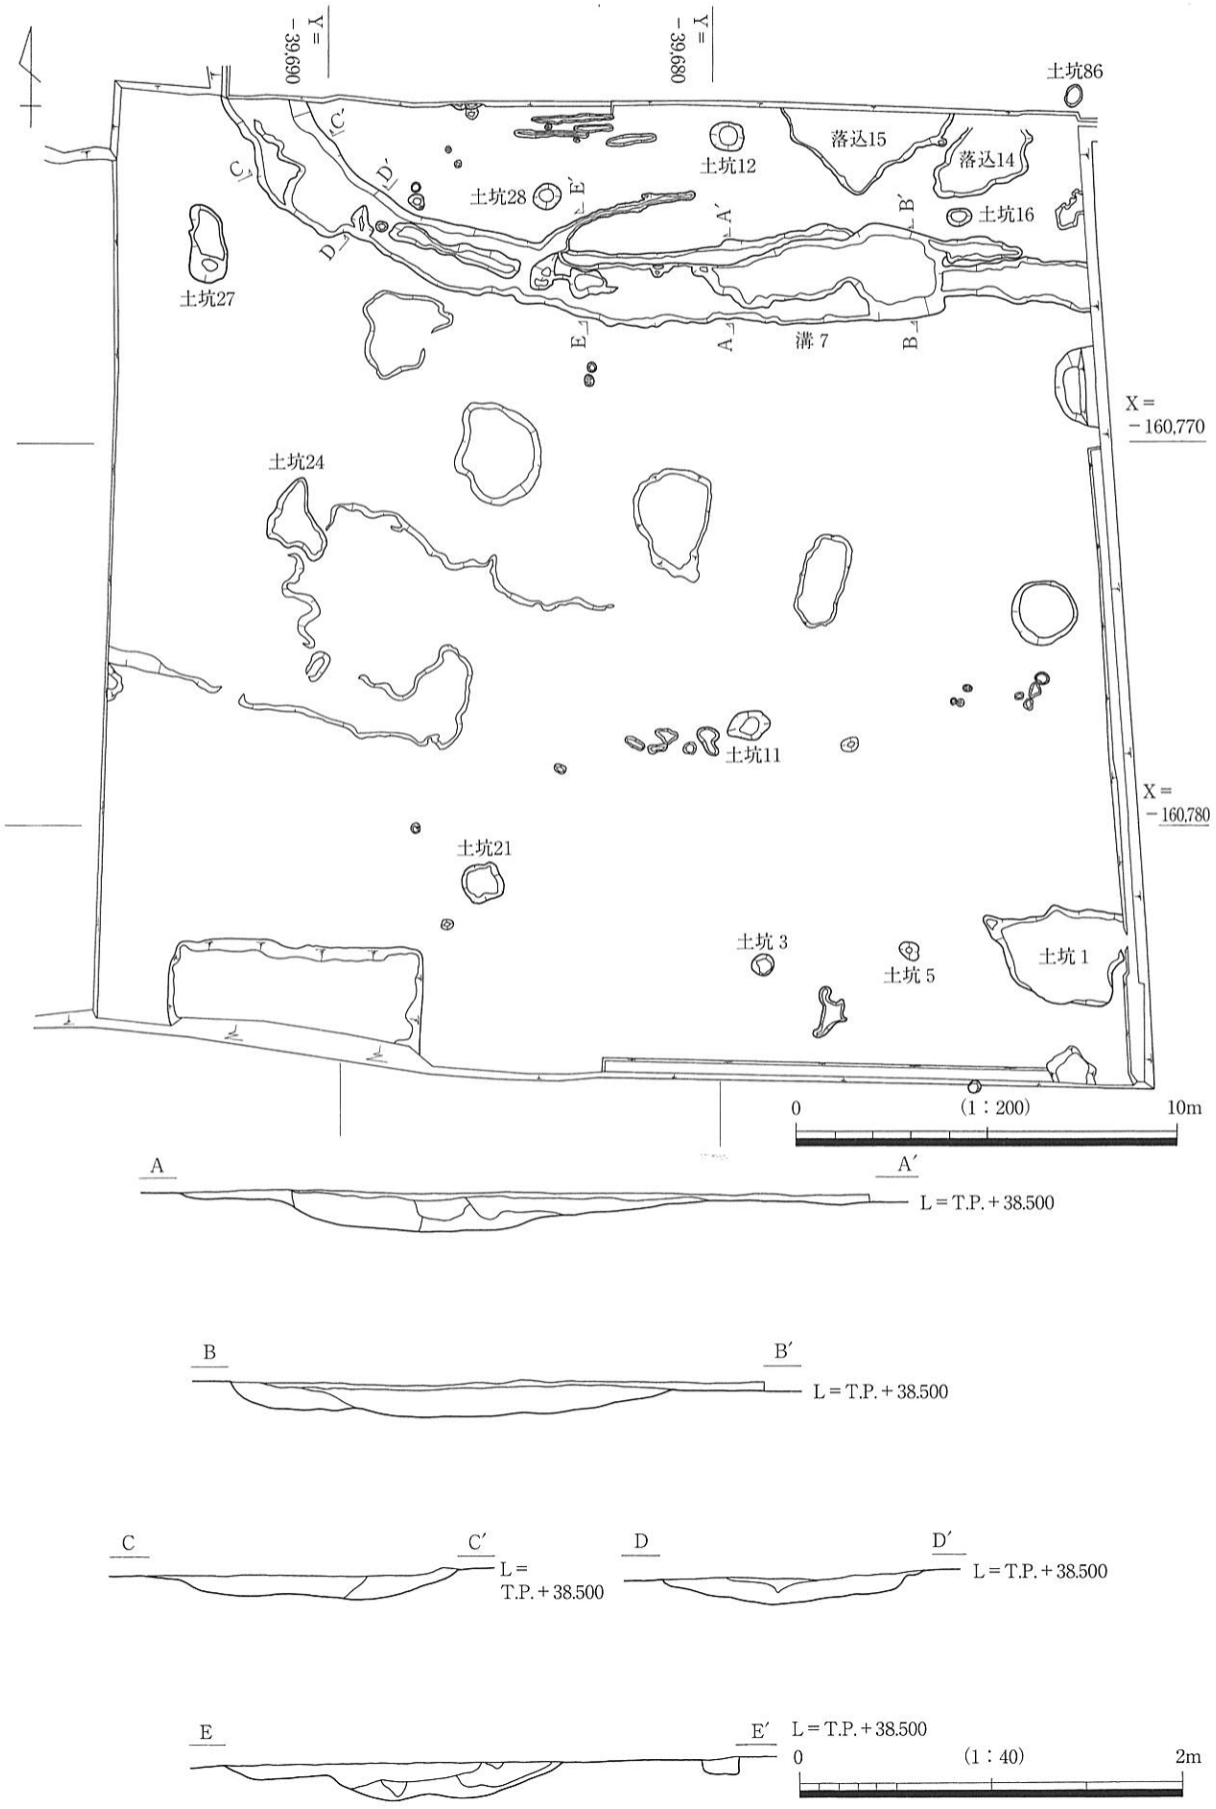 Y=
-39,690
Y=
-39,680
土坑86
落込15
落込14
土坑12
C′
C
D′
土坑28
E′
A′
B′
土坑16
D
土坑27
E
A
溝 7
B
X=
-160,770
土坑24
土坑11
X=
-160,780
土坑21
土坑 3
土坑 5
土坑 1
0 (1：200) 10m
A A′
L=T.P.+38.500
B B′
L=T.P.+38.500
C C′
L=
T.P.+38.500
D D′
L=T.P.+38.500
E E′ L=T.P.+38.500
0 (1：40) 2m